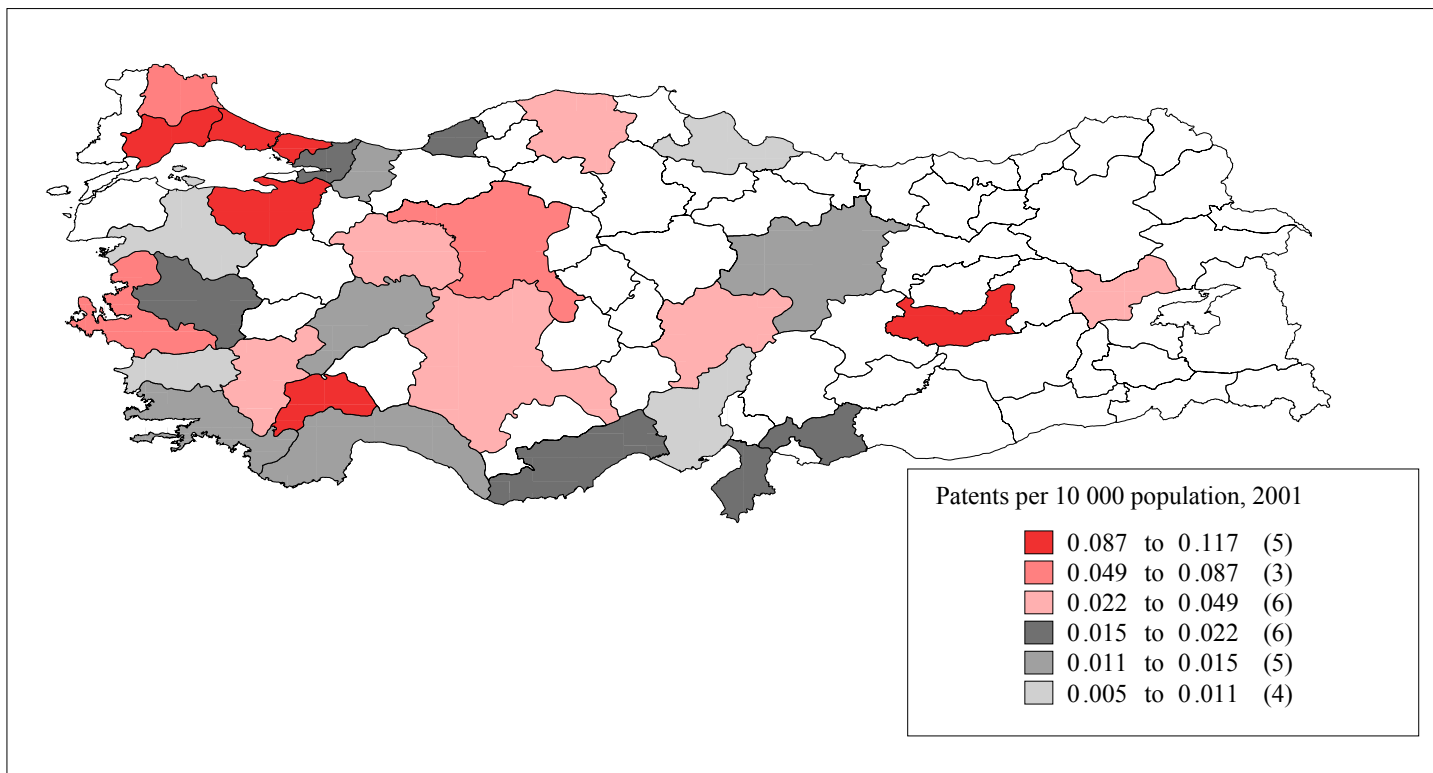 Patents per 10 000 population, 2001
0.087 to 0.117 (5)
0.049 to 0.087 (3)
0.022 to 0.049 (6)
0.015 to 0.022 (6)
0.011 to 0.015 (5)
0.005 to 0.011 (4)